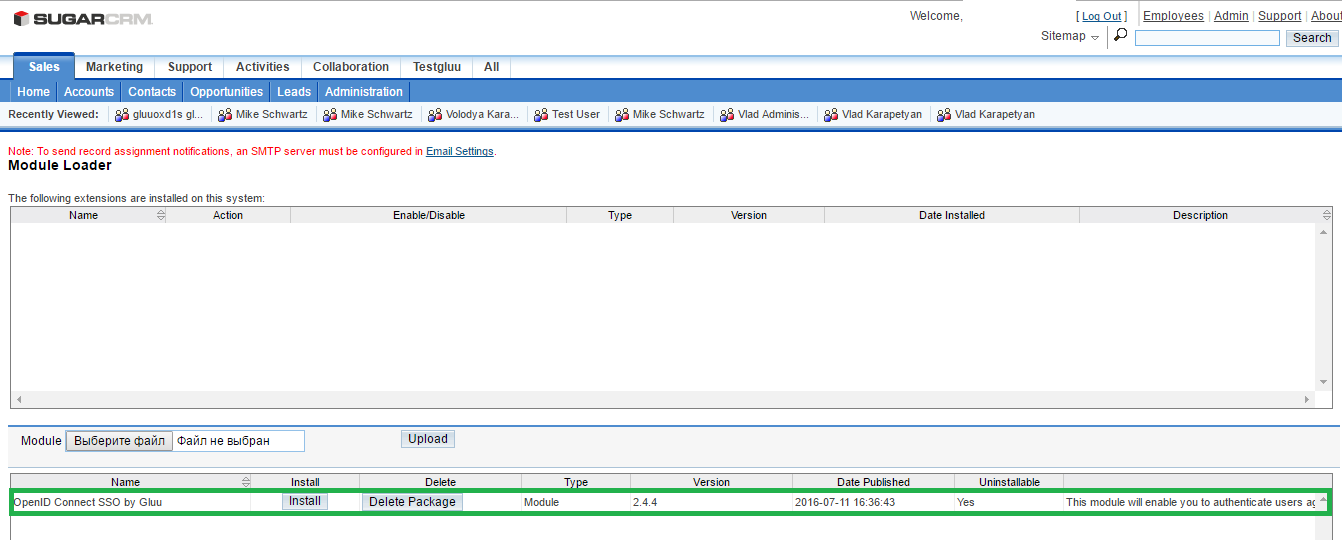 SUGARCRM
Welcome, [ Log Out ] Employees | Admin | Support | About
Sitemap Search
Sales Marketing Support Activities Collaboration Testgluu All
Home Accounts Contacts Opportunities Leads Administration
Recently Viewed: gluuoxd1s gl... Mike Schwartz Mike Schwartz Volodya Kara... Test User Mike Schwartz Vlad Adminis... Vlad Karapetyan Vlad Karapetyan
Note: To send record assignment notifications, an SMTP server must be configured in Email Settings.
Module Loader
The following extensions are installed on this system:
Name Action Enable/Disable Type Version Date Installed Description
Module Выберите файл Файл не выбран Upload
Name Install Delete Type Version Date Published Uninstallable
OpenID Connect SSO by Gluu Install Delete Package Module 2.4.4 2016-07-11 16:36:43 Yes This module will enable you to authenticate users ag